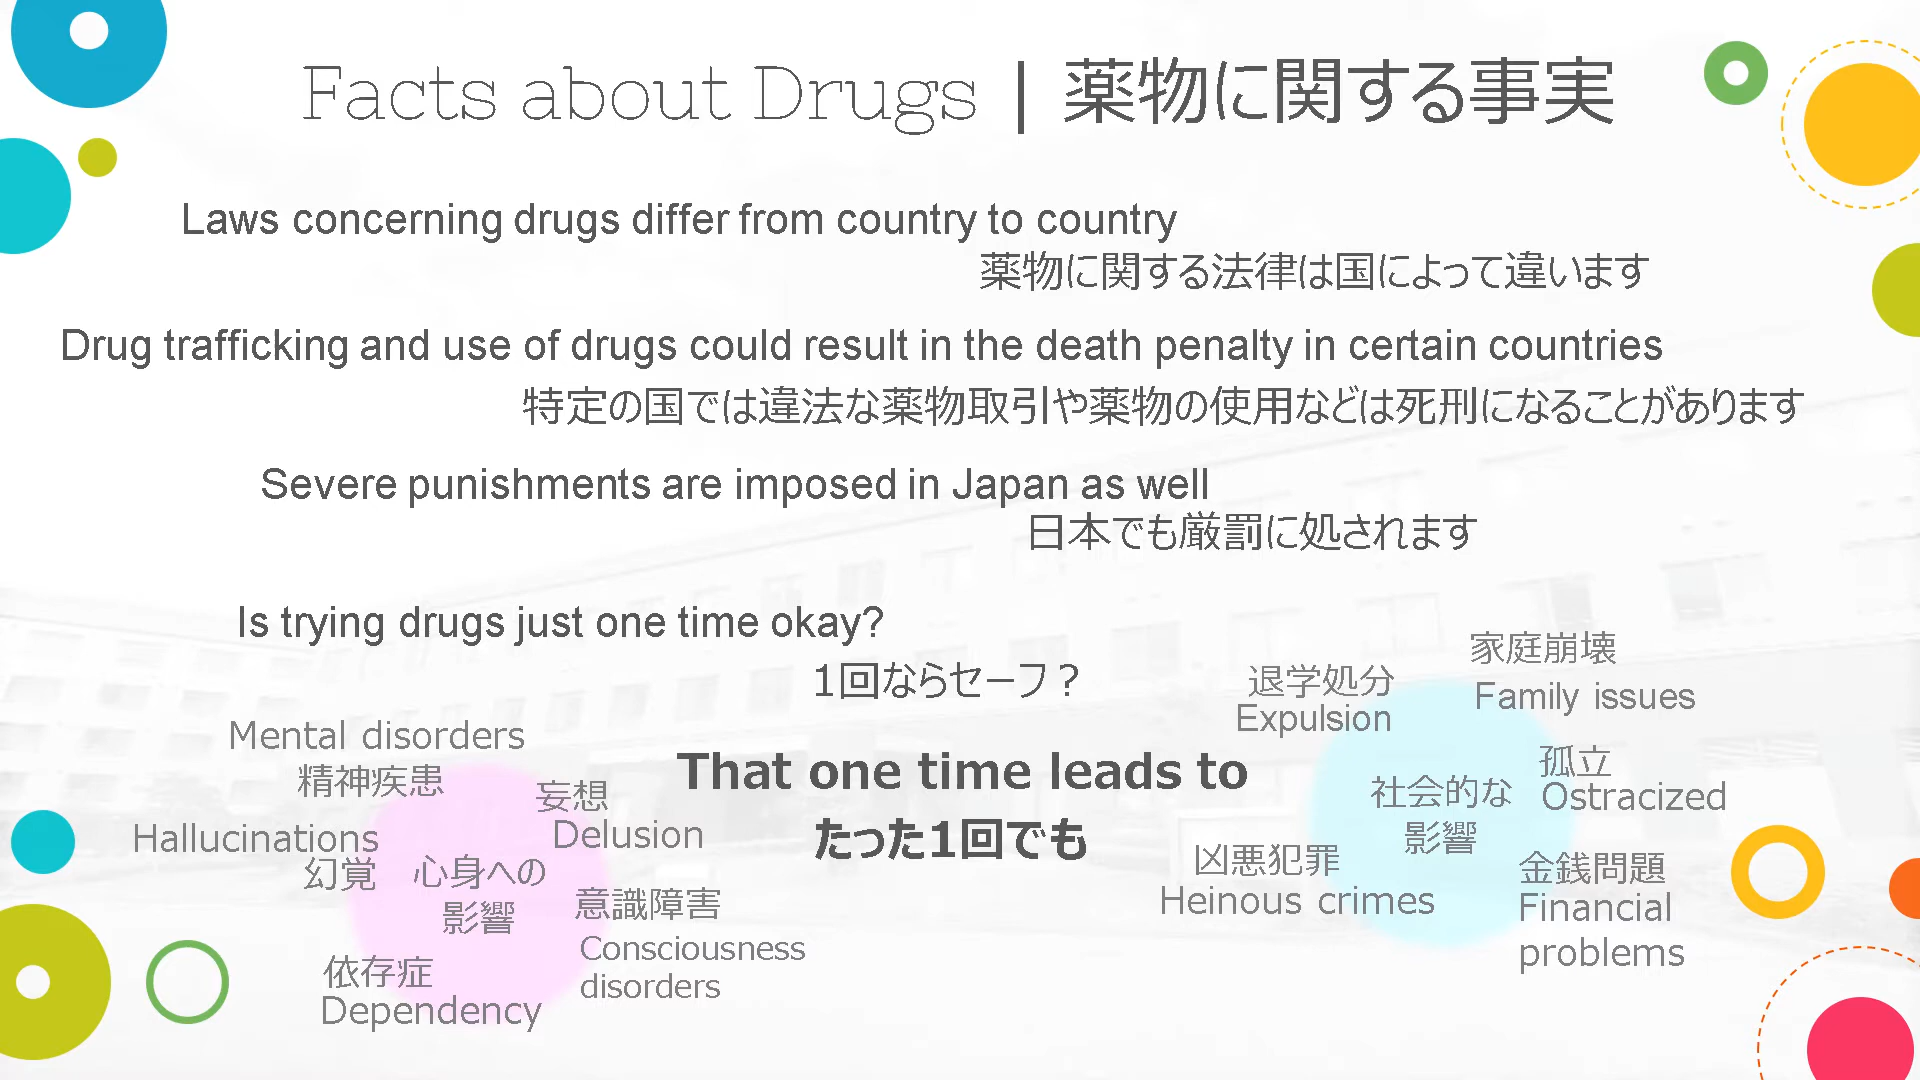 Facts about Drugs | 薬物に関する事実
Laws concerning drugs differ from country to country
薬物に関する法律は国によって違います
Drug trafficking and use of drugs could result in the death penalty in certain countries
特定の国では違法な薬物取引や薬物の使用などは死刑になることがあります
Severe punishments are imposed in Japan as well
日本でも厳罰に処されます
Is trying drugs just one time okay?
1回ならセーフ？
That one time leads to
たった1回でも
Mental disorders
精神疾患
妄想
Delusion
Hallucinations
幻覚
心身への
影響
意識障害
Consciousness
disorders
依存症
Dependency
家庭崩壊
Family issues
退学処分
Expulsion
孤立
Ostracized
社会的な
影響
凶悪犯罪
Heinous crimes
金銭問題
Financial
problems